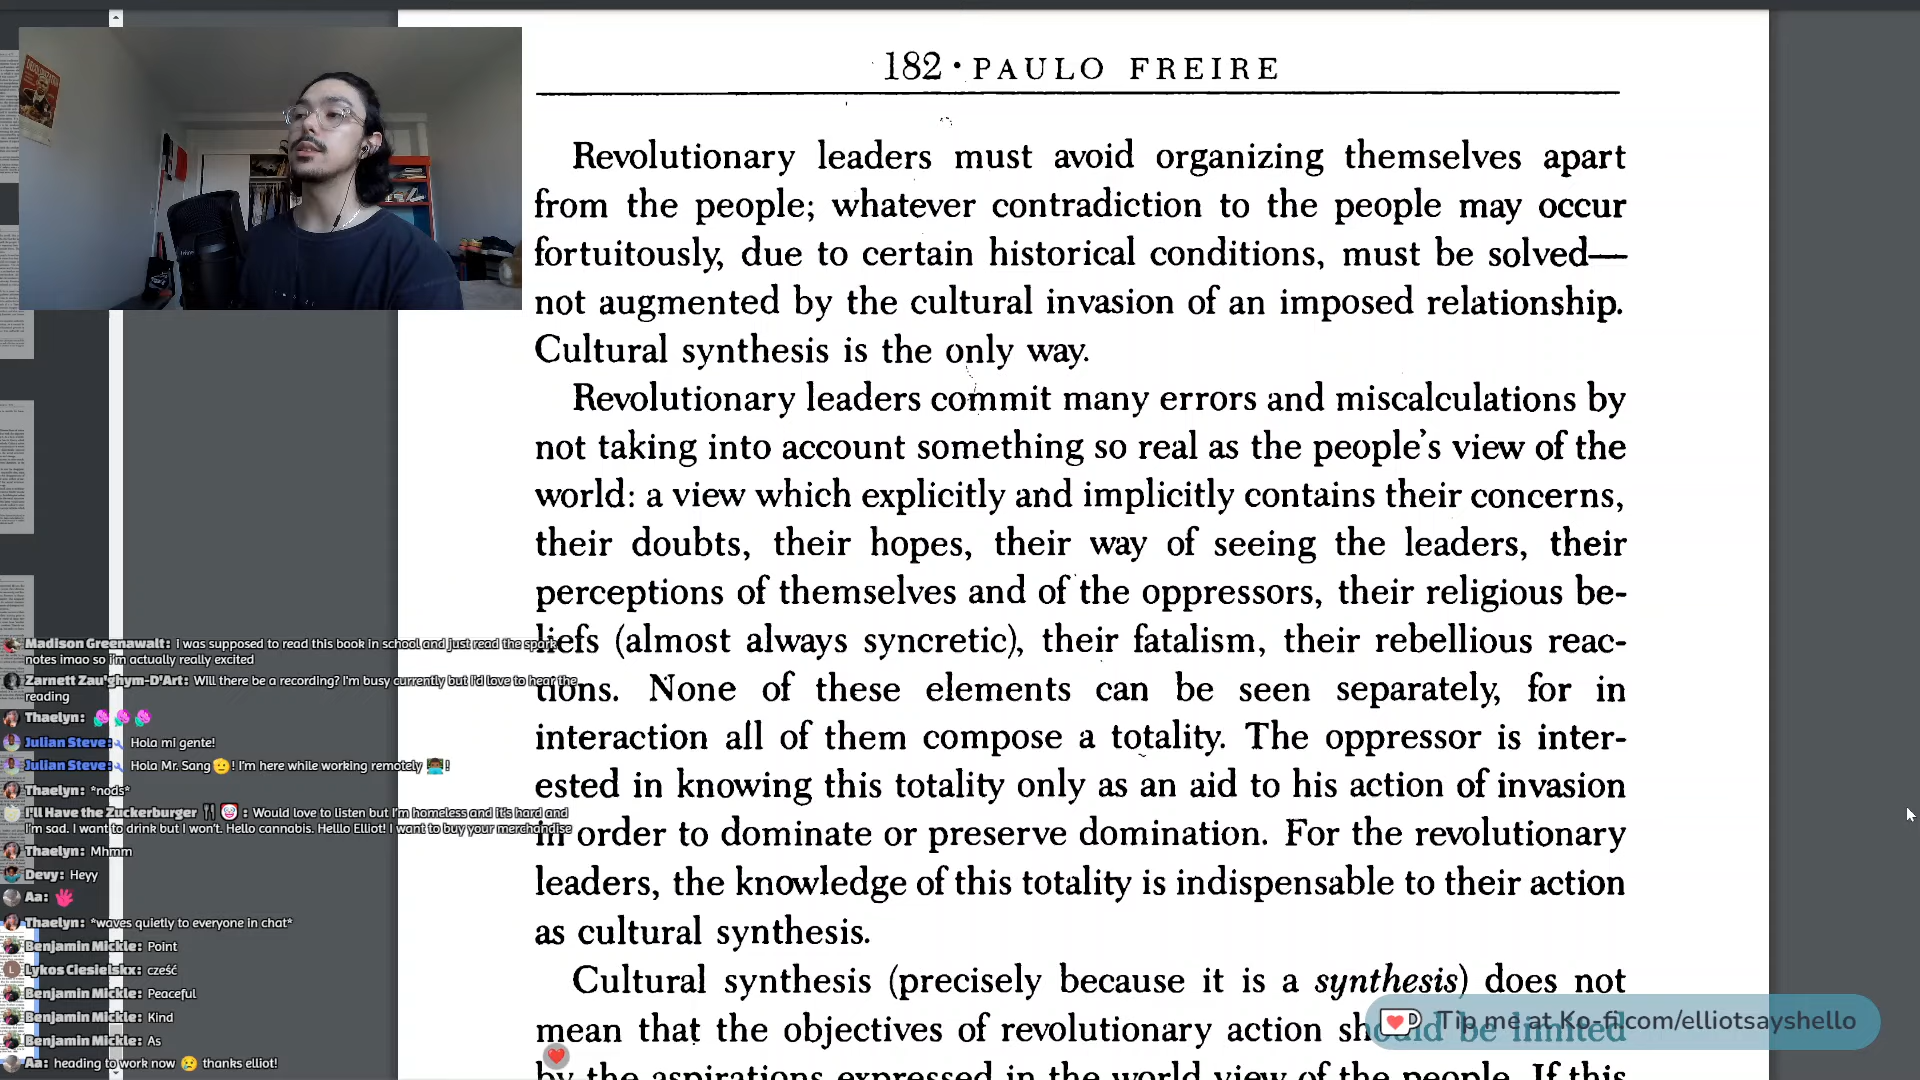 182 · PAULO FREIRE
Revolutionary leaders must avoid organizing themselves apart
from the people; whatever contradiction to the people may occur
fortuitously, due to certain historical conditions, must be solved—
not augmented by the cultural invasion of an imposed relationship.
Cultural synthesis is the only way.
Revolutionary leaders commit many errors and miscalculations by
not taking into account something so real as the people's view of the
world: a view which explicitly and implicitly contains their concerns,
their doubts, their hopes, their way of seeing the leaders, their
perceptions of themselves and of the oppressors, their religious be-
liefs (almost always syncretic), their fatalism, their rebellious reac-
tions. None of these elements can be seen separately, for in
interaction all of them compose a totality. The oppressor is inter-
ested in knowing this totality only as an aid to his action of invasion
in order to dominate or preserve domination. For the revolutionary
leaders, the knowledge of this totality is indispensable to their action
as cultural synthesis.
Cultural synthesis (precisely because it is a synthesis) does not
mean that the objectives of revolutionary action should be limited
by the aspirations expressed in the world view of the people. If this
Madison Greenawalt: i was supposed to read this book in school and just read the spark
notes lmao so i'm actually really excited
Zarnett Zau'ghym-D'Art: Will there be a recording? I'm busy currently but I'd love to hear the
reading
Thaelyn:
Julian Steve: Hola mi gente!
Julian Steve: Hola Mr. Sang🫡! I'm here while working remotely 👨🏾‍💻!
Thaelyn: *nods*
I'll Have the Zuckerburger 🍴🤡: Would love to listen but I'm homeless and it's hard and
I'm sad. I want to drink but I won't. Hello cannabis. Helllo Elliot! I want to buy your merchandise
Thaelyn: Mhmm
Devy: Heyy
Aa: 👋
Thaelyn: *waves quietly to everyone in chat*
Benjamin Mickle: Point
Lykos Ciesielskx: cześć
Benjamin Mickle: Peaceful
Benjamin Mickle: Kind
Benjamin Mickle: As
Aa: heading to work now 😢 thanks elliot!
Tip me at Ko-fi.com/elliotsayshello